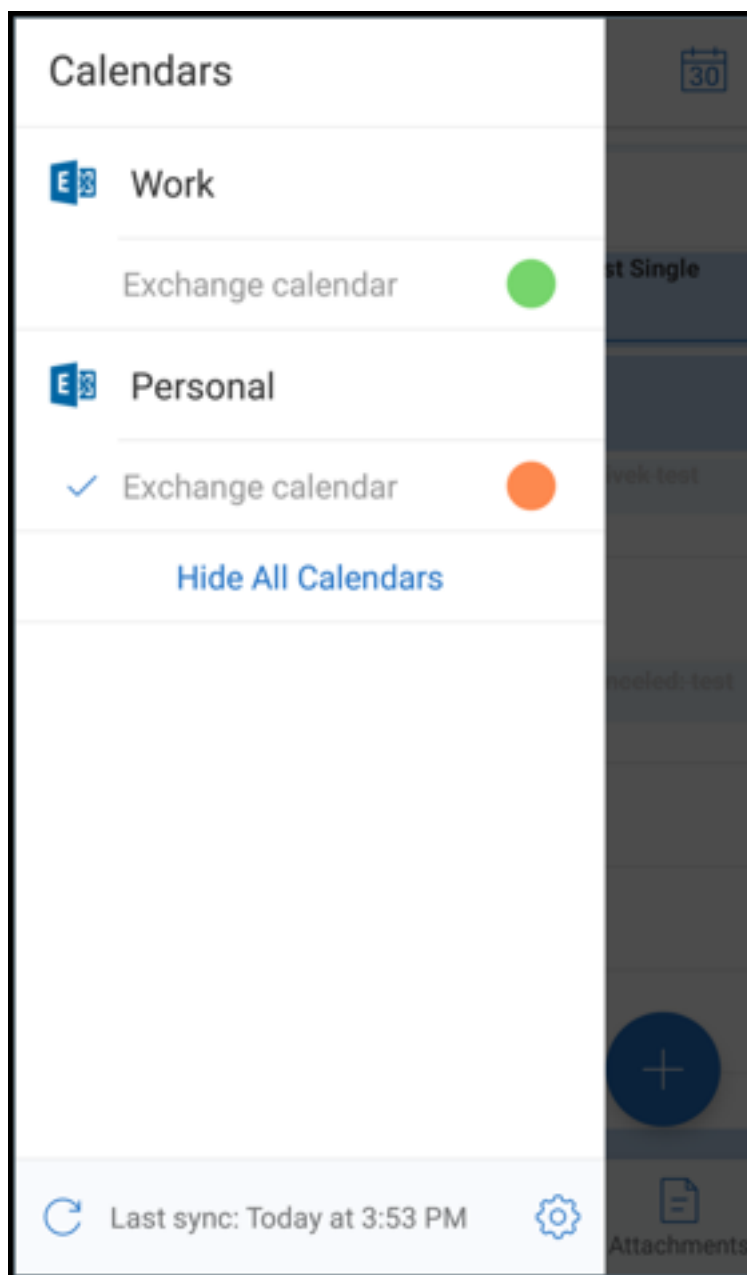 Calendars
30
Work
Exchange calendar
st Single
Personal
ivek test
Exchange calendar
Hide All Calendars
nceled: test
Last sync: Today at 3:53 PM
Attachments